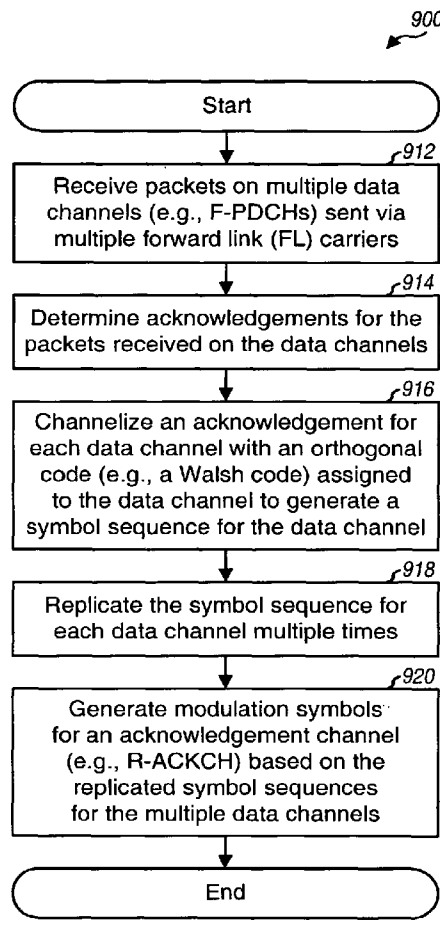 900
Start
912
Receive packets on multiple data
channels (e.g., F-PDCHs) sent via
multiple forward link (FL) carriers
914
Determine acknowledgements for the
packets received on the data channels
916
Channelize an acknowledgement for
each data channel with an orthogonal
code (e.g., a Walsh code) assigned
to the data channel to generate a
symbol sequence for the data channel
918
Replicate the symbol sequence for
each data channel multiple times
920
Generate modulation symbols
for an acknowledgement channel
(e.g., R-ACKCH) based on the
replicated symbol sequences
for the multiple data channels
End